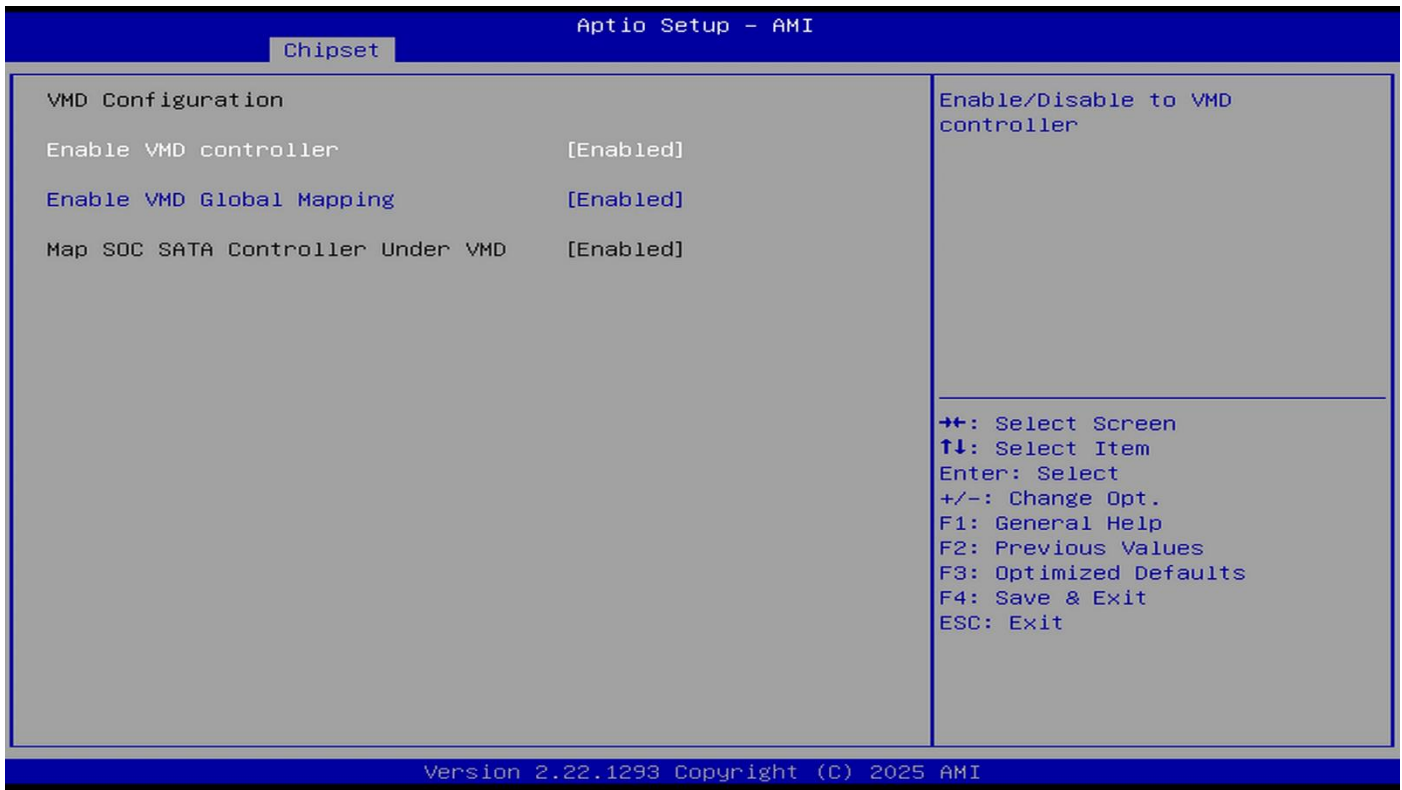 Aptio Setup – AMI
Chipset
VMD Configuration
Enable VMD controller [Enabled]
Enable VMD Global Mapping [Enabled]
Map SOC SATA Controller Under VMD [Enabled]
Enable/Disable to VMD
controller
→←: Select Screen
↑↓: Select Item
Enter: Select
+/-: Change Opt.
F1: General Help
F2: Previous Values
F3: Optimized Defaults
F4: Save & Exit
ESC: Exit
Version 2.22.1293 Copyright (C) 2025 AMI